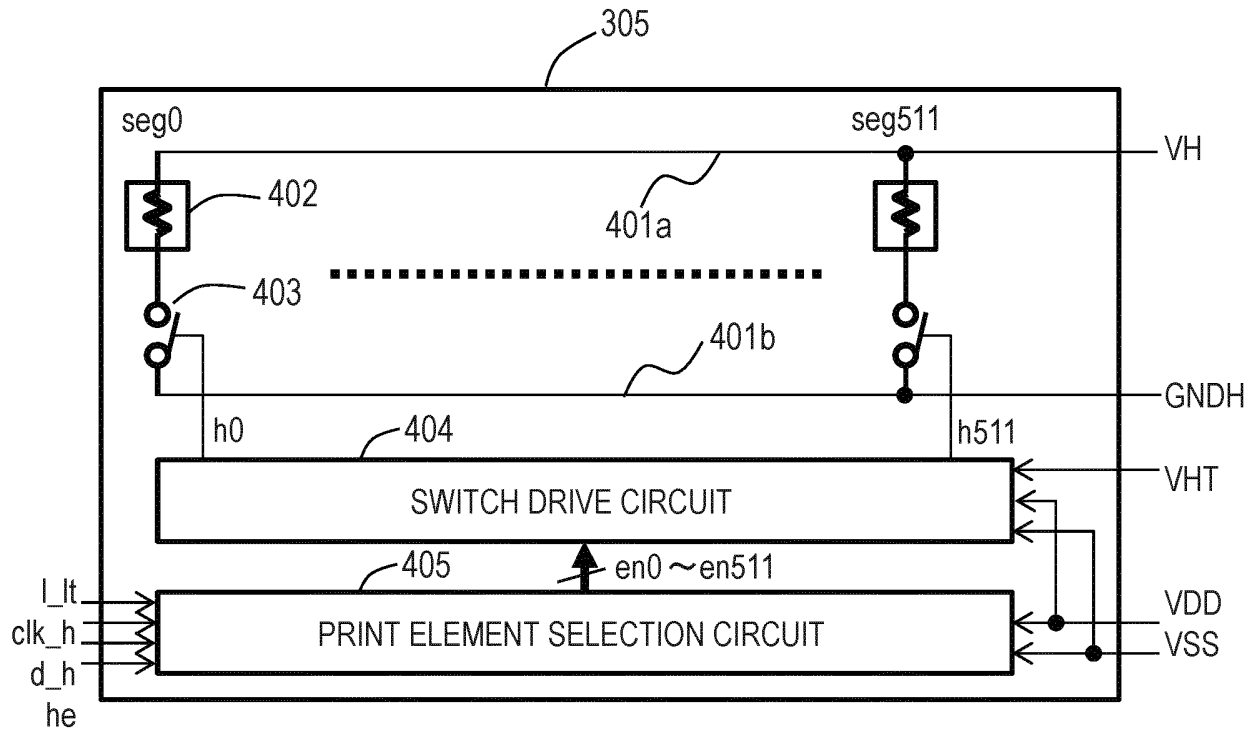 305
seg0
seg511
VH
402
401a
403
401b
GNDH
h0
404
h511
VHT
SWITCH DRIVE CIRCUIT
405
en0～en511
l_lt
VDD
clk_h
PRINT ELEMENT SELECTION CIRCUIT
VSS
d_h
he